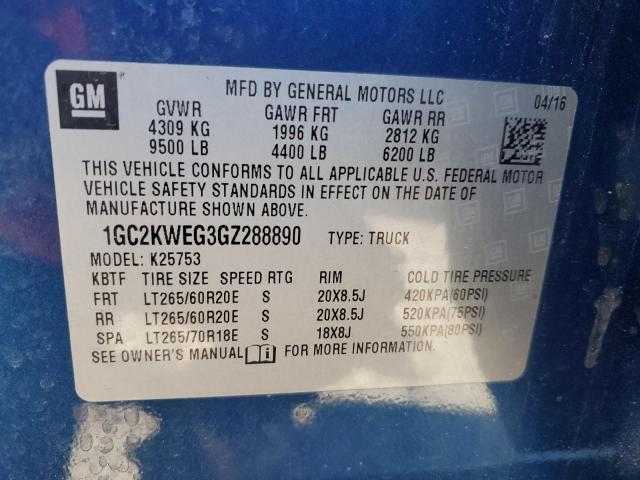 GM
MFD BY GENERAL MOTORS LLC
04/16
GVWR GAWR FRT GAWR RR
4309 KG 1996 KG 2812 KG
9500 LB 4400 LB 6200 LB
THIS VEHICLE CONFORMS TO ALL APPLICABLE U.S. FEDERAL MOTOR
VEHICLE SAFETY STANDARDS IN EFFECT ON THE DATE OF
MANUFACTURE SHOWN ABOVE.
1GC2KWEG3GZ288890 TYPE: TRUCK
MODEL: K25753
KBTF TIRE SIZE SPEED RTG RIM COLD TIRE PRESSURE
FRT LT265/60R20E S 20X8.5J 420KPA(60PSI)
RR LT265/60R20E S 20X8.5J 520KPA(75PSI)
SPA LT265/70R18E S 18X8J 550KPA(80PSI)
SEE OWNER'S MANUAL FOR MORE INFORMATION.